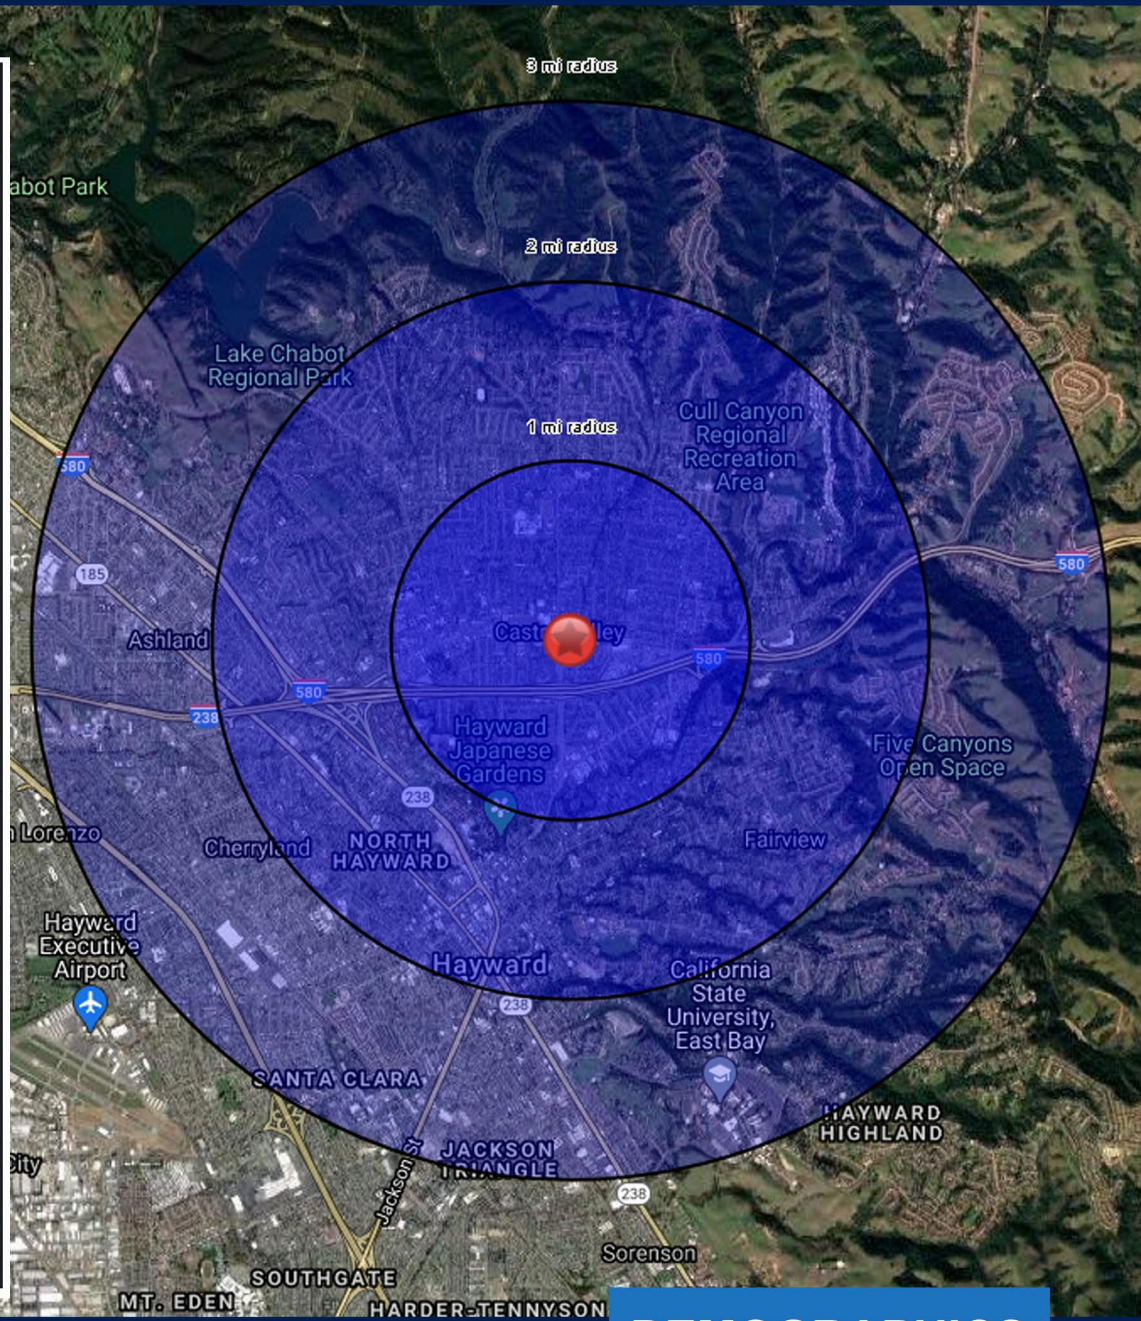 3 mi radius
abot Park
2 mi radius
Lake Chabot
Regional Park
1 mi radius
Cull Canyon
Regional
Recreation
Area
580
580
185
Ashland
580
580
238
Hayward
Japanese
Gardens
Five Canyons
Open Space
238
Lorenzo
Cherryland
NORTH
HAYWARD
Fairview
Hayward
Executive
Airport
Hayward
California
State
University,
East Bay
238
SANTA CLARA
HAYWARD
HIGHLAND
JACKSON
TRIANGLE
Jackson St
City
238
Sorenson
SOUTHGATE
MT. EDEN
HARDER-TENNYSON